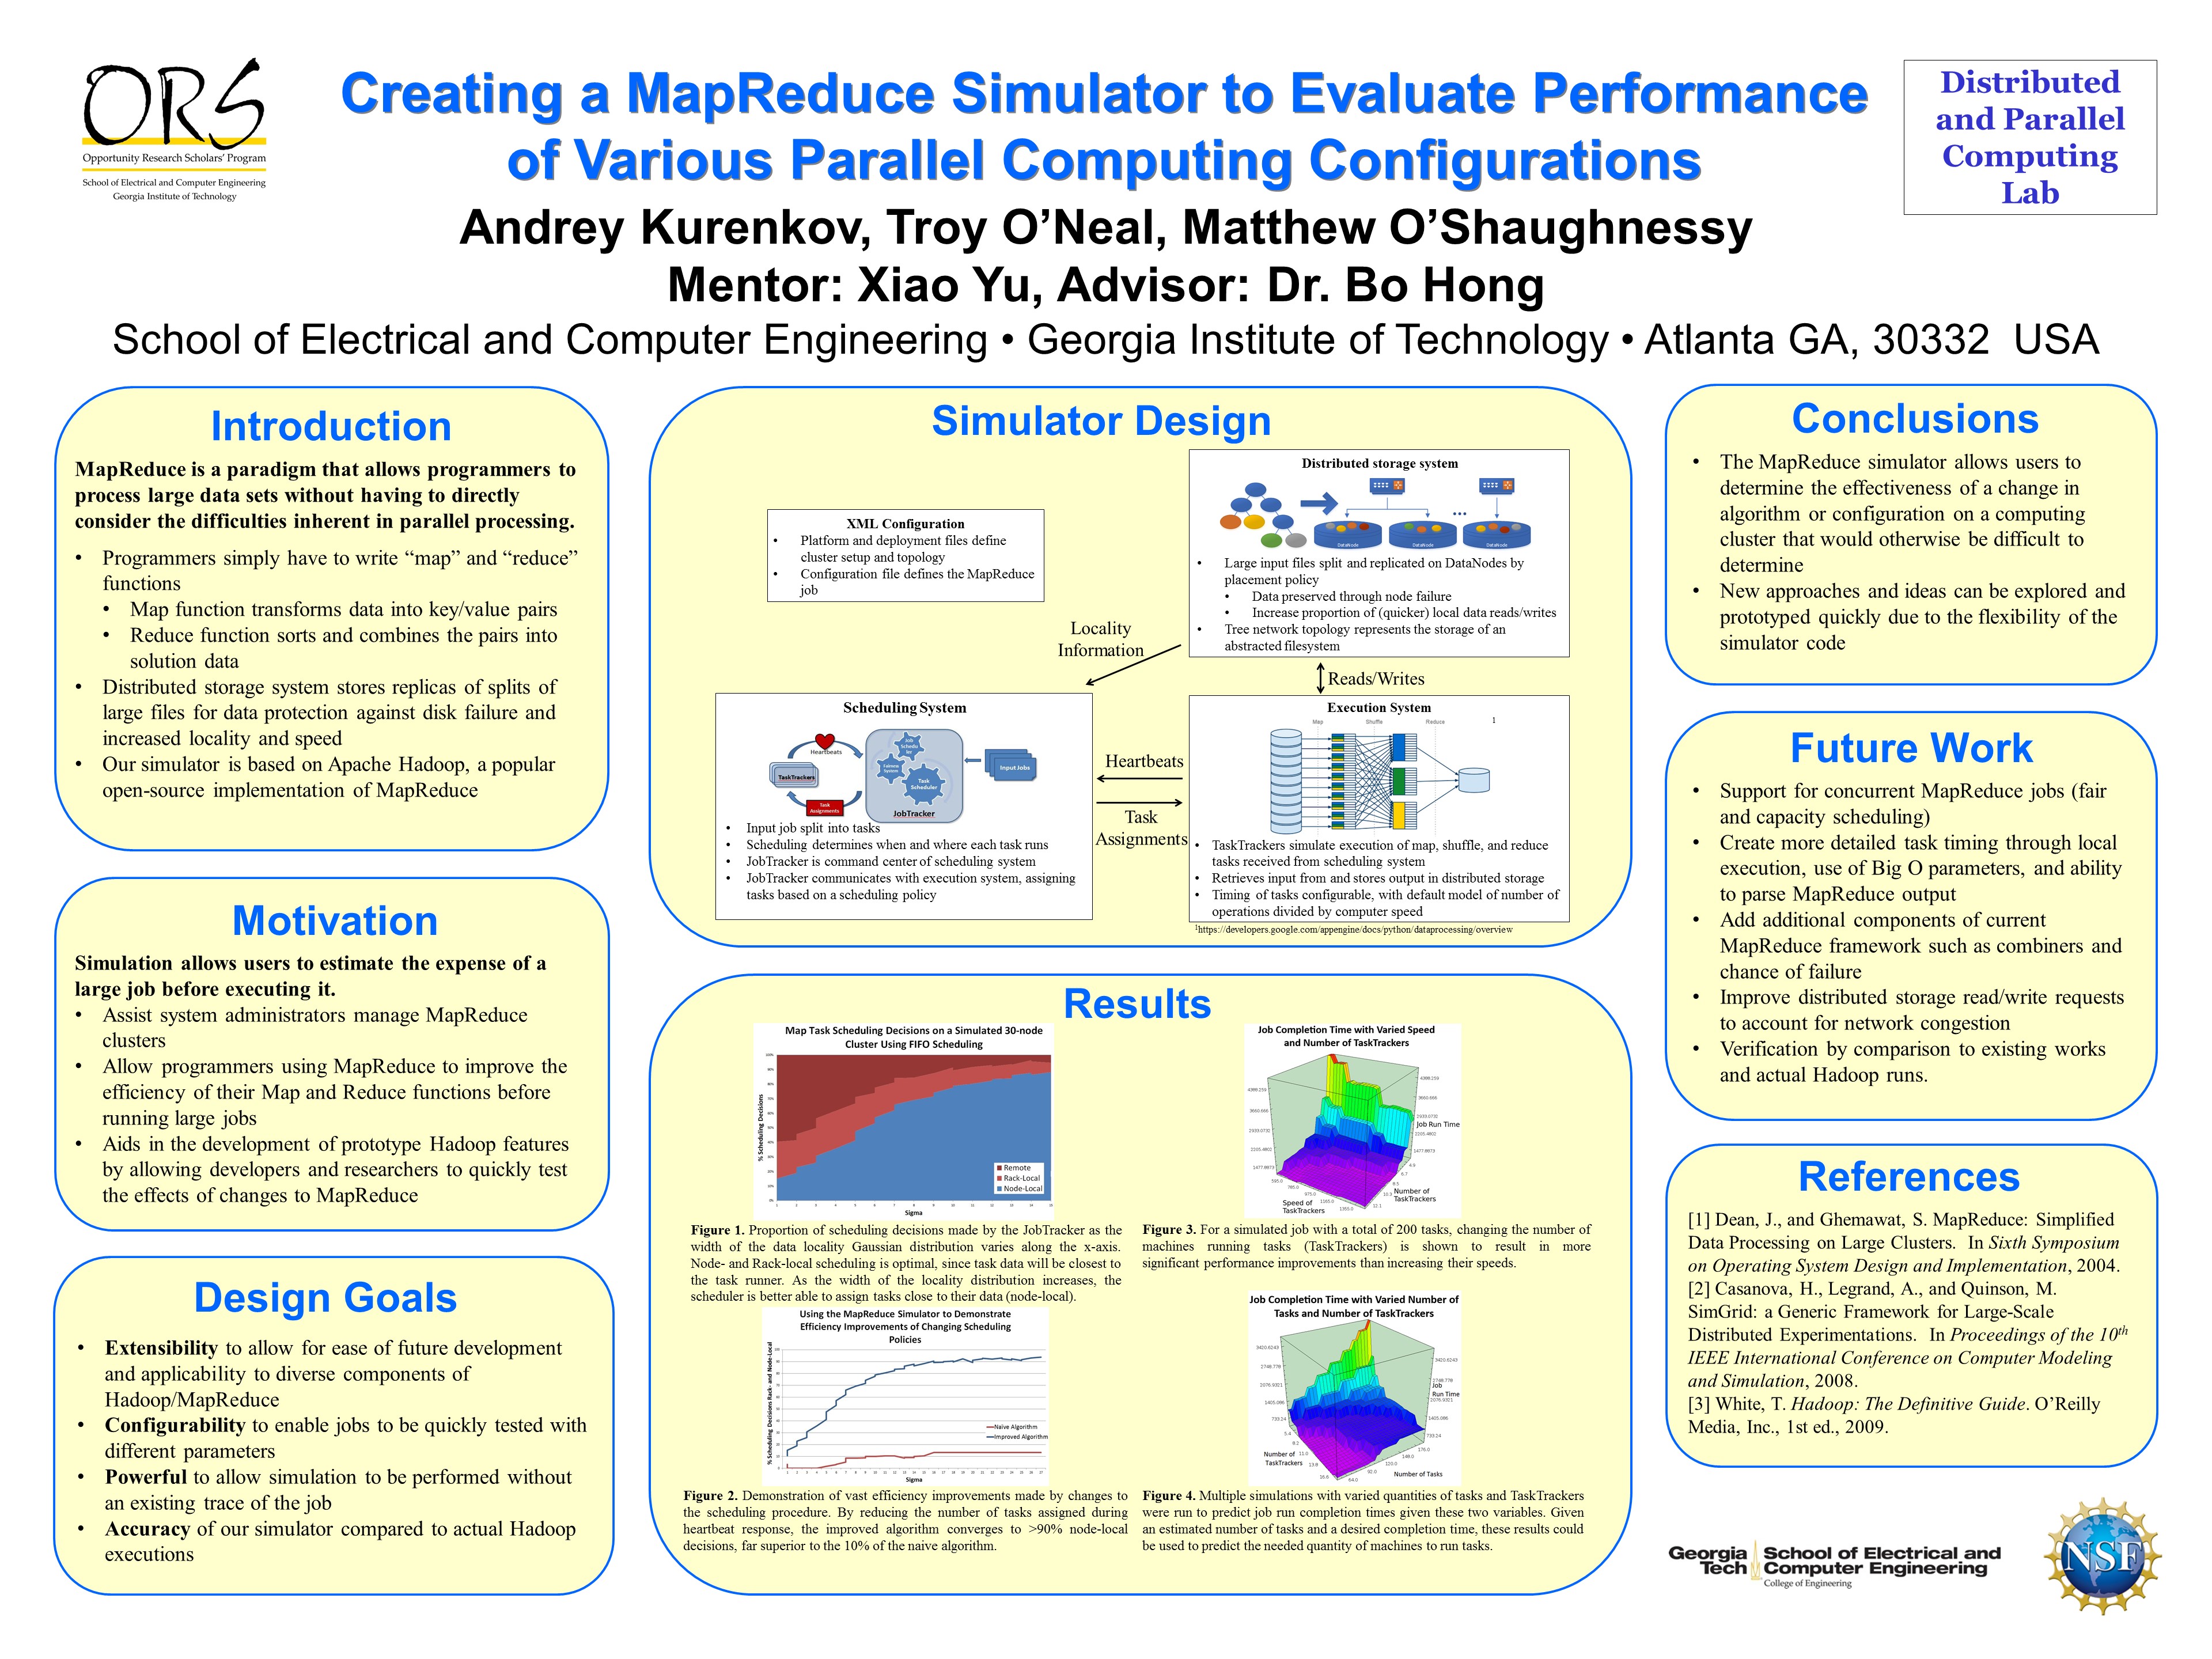 ORS
Opportunity Research Scholars' Program
School of Electrical and Computer Engineering
Georgia Institute of Technology
Creating a MapReduce Simulator to Evaluate Performance
of Various Parallel Computing Configurations
Andrey Kurenkov, Troy O'Neal, Matthew O'Shaughnessy
Mentor: Xiao Yu, Advisor: Dr. Bo Hong
School of Electrical and Computer Engineering • Georgia Institute of Technology • Atlanta GA, 30332 USA
Distributed
and Parallel
Computing
Lab
Introduction
MapReduce is a paradigm that allows programmers to
process large data sets without having to directly
consider the difficulties inherent in parallel processing.
• Programmers simply have to write “map” and “reduce”
functions
• Map function transforms data into key/value pairs
• Reduce function sorts and combines the pairs into
solution data
• Distributed storage system stores replicas of splits of
large files for data protection against disk failure and
increased locality and speed
• Our simulator is based on Apache Hadoop, a popular
open-source implementation of MapReduce
Motivation
Simulation allows users to estimate the expense of a
large job before executing it.
• Assist system administrators manage MapReduce
clusters
• Allow programmers using MapReduce to improve the
efficiency of their Map and Reduce functions before
running large jobs
• Aids in the development of prototype Hadoop features
by allowing developers and researchers to quickly test
the effects of changes to MapReduce
Design Goals
• Extensibility to allow for ease of future development
and applicability to diverse components of
Hadoop/MapReduce
• Configurability to enable jobs to be quickly tested with
different parameters
• Powerful to allow simulation to be performed without
an existing trace of the job
• Accuracy of our simulator compared to actual Hadoop
executions
Simulator Design
XML Configuration
• Platform and deployment files define
cluster setup and topology
• Configuration file defines the MapReduce
job
Distributed storage system
...
DataNode DataNode DataNode
• Large input files split and replicated on DataNodes by
placement policy
• Data preserved through node failure
• Increase proportion of (quicker) local data reads/writes
• Tree network topology represents the storage of an
abstracted filesystem
Locality
Information
Reads/Writes
Scheduling System
Heartbeats
TaskTrackers
Task
Assignments
Job
Schedu
ler
Fairness
System
Task
Scheduler
JobTracker
Input Jobs
• Input job split into tasks
• Scheduling determines when and where each task runs
• JobTracker is command center of scheduling system
• JobTracker communicates with execution system, assigning
tasks based on a scheduling policy
Heartbeats
Task
Assignments
Execution System
Map Shuffle Reduce 1
• TaskTrackers simulate execution of map, shuffle, and reduce
tasks received from scheduling system
• Retrieves input from and stores output in distributed storage
• Timing of tasks configurable, with default model of number of
operations divided by computer speed
1https://developers.google.com/appengine/docs/python/dataprocessing/overview
Results
Map Task Scheduling Decisions on a Simulated 30-node
Cluster Using FIFO Scheduling
% Scheduling Decisions
Remote
Rack-Local
Node-Local
Sigma
Figure 1. Proportion of scheduling decisions made by the JobTracker as the
width of the data locality Gaussian distribution varies along the x-axis.
Node- and Rack-local scheduling is optimal, since task data will be closest to
the task runner. As the width of the locality distribution increases, the
scheduler is better able to assign tasks close to their data (node-local).
Using the MapReduce Simulator to Demonstrate
Efficiency Improvements of Changing Scheduling
Policies
% Scheduling Decisions Rack- and Node-Local
Naive Algorithm
Improved Algorithm
Sigma
Figure 2. Demonstration of vast efficiency improvements made by changes to
the scheduling procedure. By reducing the number of tasks assigned during
heartbeat response, the improved algorithm converges to >90% node-local
decisions, far superior to the 10% of the naive algorithm.
Job Completion Time with Varied Speed
and Number of TaskTrackers
Job Run Time
Number of
TaskTrackers
Speed of
TaskTrackers
Figure 3. For a simulated job with a total of 200 tasks, changing the number of
machines running tasks (TaskTrackers) is shown to result in more
significant performance improvements than increasing their speeds.
Job Completion Time with Varied Number of
Tasks and Number of TaskTrackers
Job
Run Time
Number of
TaskTrackers
Number of Tasks
Figure 4. Multiple simulations with varied quantities of tasks and TaskTrackers
were run to predict job run completion times given these two variables. Given
an estimated number of tasks and a desired completion time, these results could
be used to predict the needed quantity of machines to run tasks.
Conclusions
• The MapReduce simulator allows users to
determine the effectiveness of a change in
algorithm or configuration on a computing
cluster that would otherwise be difficult to
determine
• New approaches and ideas can be explored and
prototyped quickly due to the flexibility of the
simulator code
Future Work
• Support for concurrent MapReduce jobs (fair
and capacity scheduling)
• Create more detailed task timing through local
execution, use of Big O parameters, and ability
to parse MapReduce output
• Add additional components of current
MapReduce framework such as combiners and
chance of failure
• Improve distributed storage read/write requests
to account for network congestion
• Verification by comparison to existing works
and actual Hadoop runs.
References
[1] Dean, J., and Ghemawat, S. MapReduce: Simplified
Data Processing on Large Clusters. In Sixth Symposium
on Operating System Design and Implementation, 2004.
[2] Casanova, H., Legrand, A., and Quinson, M.
SimGrid: a Generic Framework for Large-Scale
Distributed Experimentations. In Proceedings of the 10th
IEEE International Conference on Computer Modeling
and Simulation, 2008.
[3] White, T. Hadoop: The Definitive Guide. O'Reilly
Media, Inc., 1st ed., 2009.
Georgia Tech School of Electrical and
Computer Engineering
College of Engineering
NSF